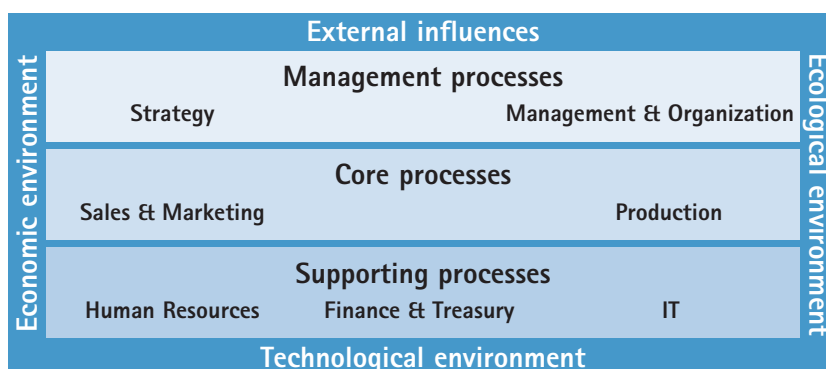 External influences
Economic environment
Management processes
Strategy Management & Organization
Core processes
Sales & Marketing Production
Supporting processes
Human Resources Finance & Treasury IT
Ecological environment
Technological environment